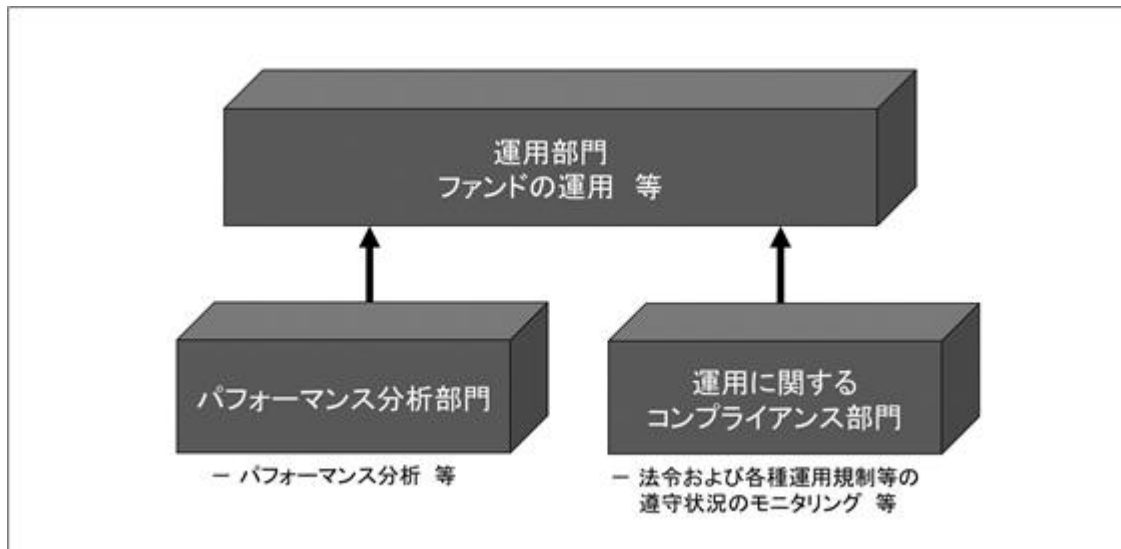 運用部門
ファンドの運用 等
パフォーマンス分析部門
－ パフォーマンス分析 等
運用に関する
コンプライアンス部門
－ 法令および各種運用規制等の
遵守状況のモニタリング 等